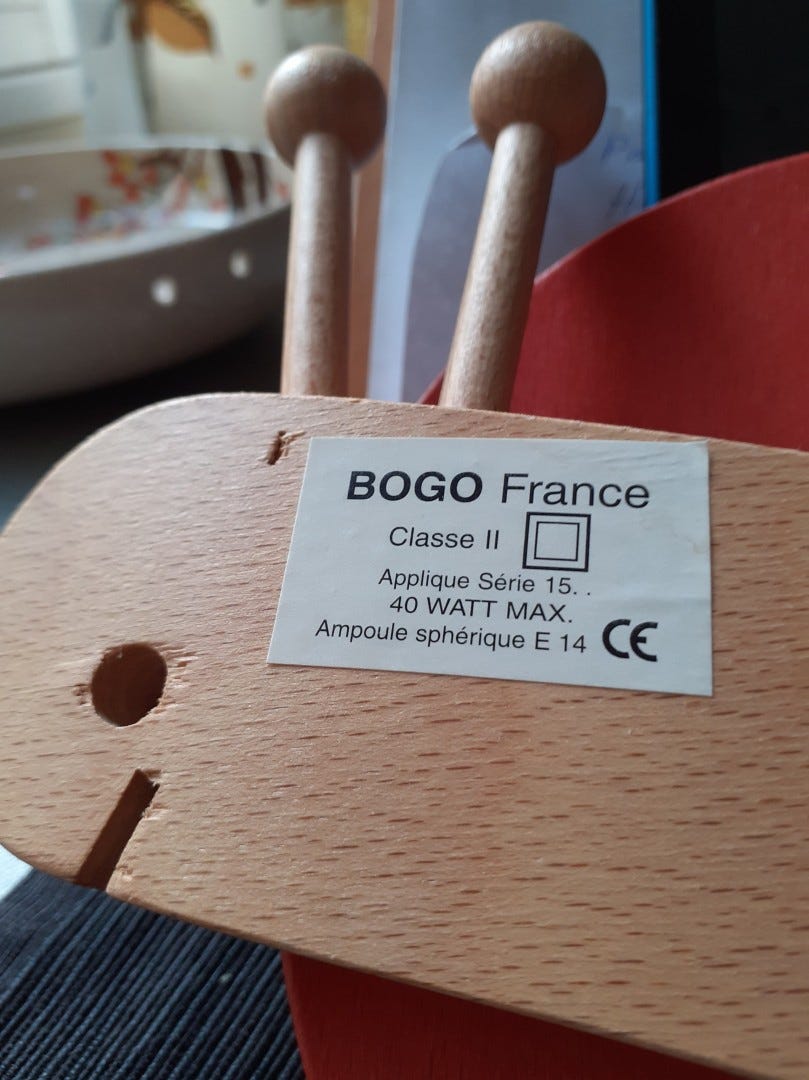 BOGO France
Classe II
Applique Série 15. .
40 WATT MAX.
Ampoule sphérique E 14 CE